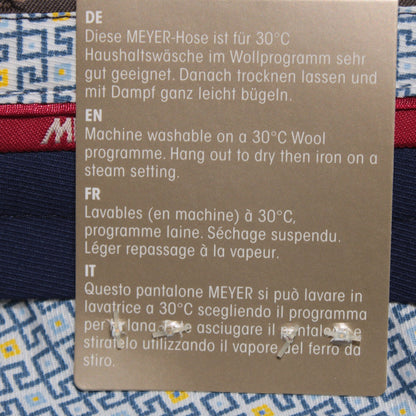 DE
Diese MEYER-Hose ist für 30°C
Haushaltswäsche im Wollprogramm sehr
gut geeignet. Danach trocknen lassen und
mit Dampf ganz leicht bügeln.
EN
Machine washable on a 30°C Wool
programme. Hang out to dry then iron on a
steam setting.
FR
Lavables (en machine) à 30°C,
programme laine. Séchage suspendu.
Léger repassage à la vapeur.
IT
Questo pantalone MEYER si può lavare in
lavatrice a 30°C scegliendo il programma
per lana e asciugare il pantalone
stiratelo utilizzando il vapore del ferro da
stiro.